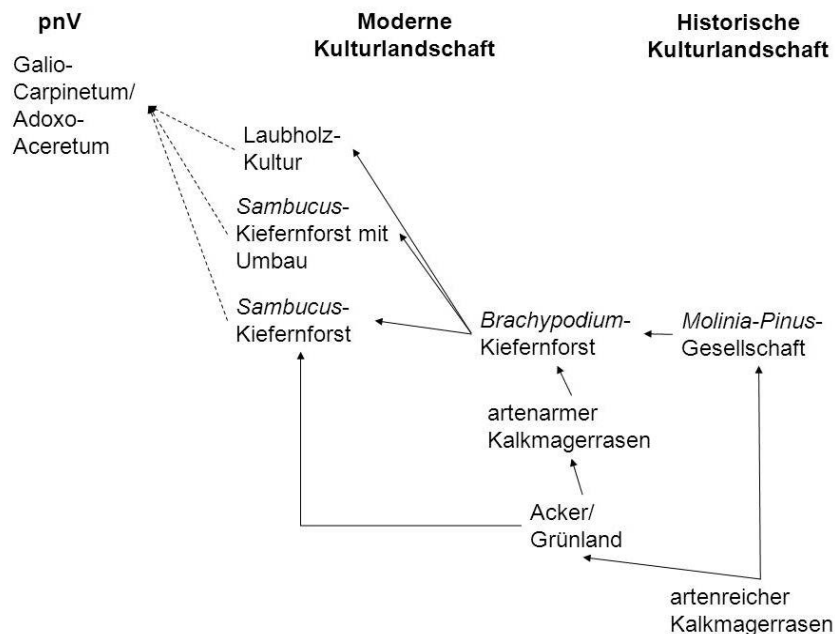 pnV
Moderne
Kulturlandschaft
Historische
Kulturlandschaft
Galio-
Carpinetum/
Adoxo-
Aceretum
Laubholz-
Kultur
Sambucus-
Kiefernforst mit
Umbau
Sambucus-
Kiefernforst
Brachypodium-
Kiefernforst
Molinia-Pinus-
Gesellschaft
artenarmer
Kalkmagerrasen
Acker/
Grünland
artenreicher
Kalkmagerrasen